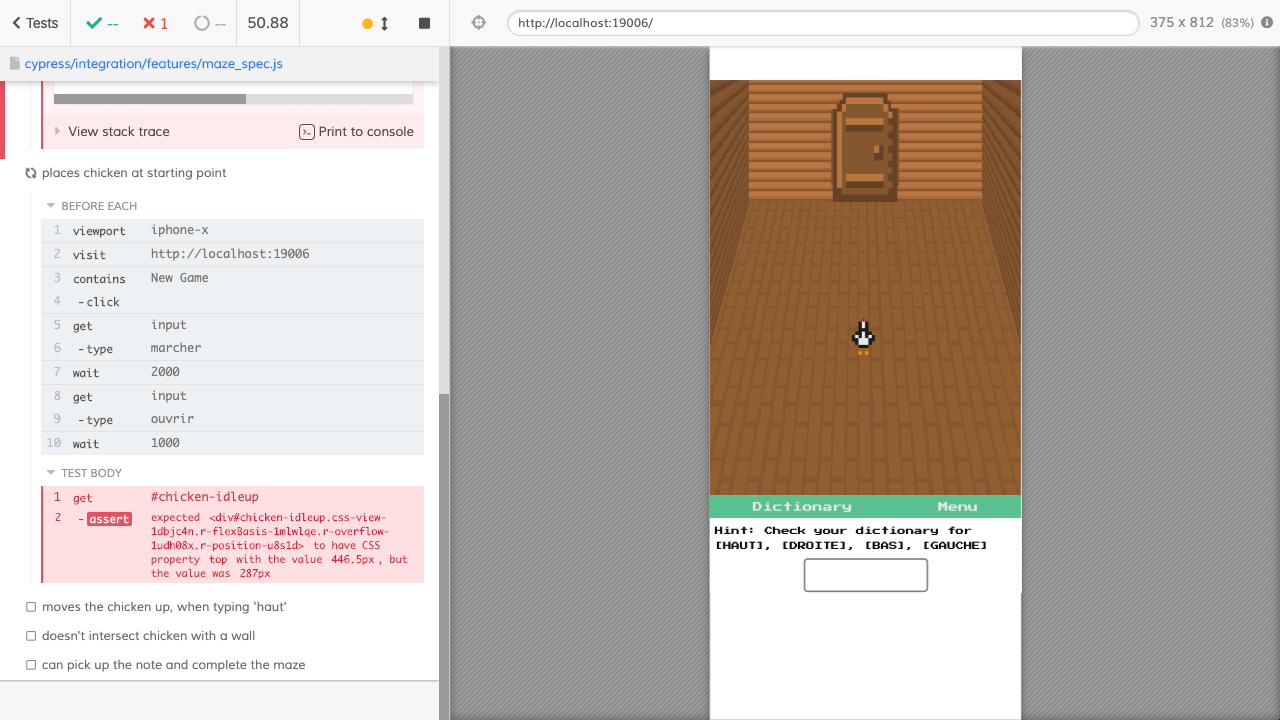 Tests
--
1
--
50.88
http://localhost:19006/
375 x 812 (83%)
cypress/integration/features/maze_spec.js
View stack trace
Print to console
places chicken at starting point
BEFORE EACH
1 viewport iphone-x
2 visit http://localhost:19006
3 contains New Game
4 - click
5 get input
6 - type marcher
7 wait 2000
8 get input
9 - type ouvrir
10 wait 1000
TEST BODY
1 get #chicken-idleup
2 - assert expected <div#chicken-idleup.css-view-
1dbjc4n.r-flexBasis-1mlwlqe.r-overflow-
1udh08x.r-position-u8s1d> to have CSS
property top with the value 446.5px, but
the value was 287px
moves the chicken up, when typing 'haut'
doesn't intersect chicken with a wall
can pick up the note and complete the maze
Dictionary Menu
Hint: Check your dictionary for
[HAUT], [DROITE], [BAS], [GAUCHE]